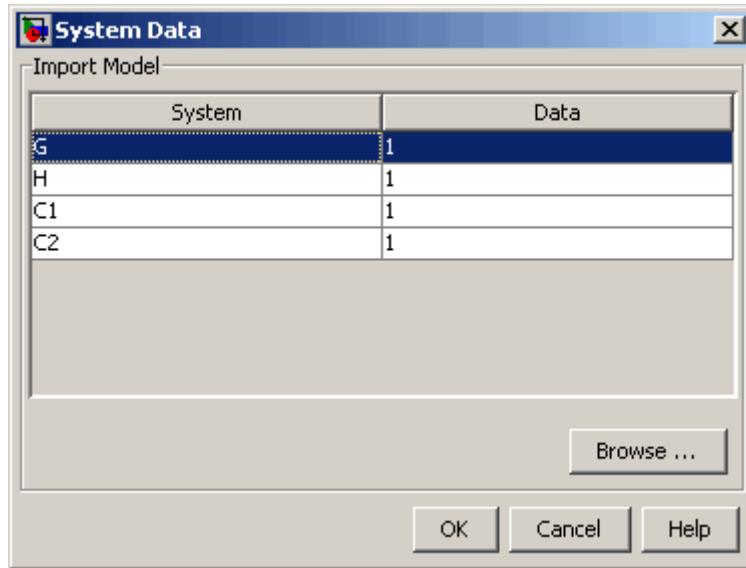 System Data
Import Model
System Data
G 1
H 1
C1 1
C2 1
Browse ...
OK Cancel Help